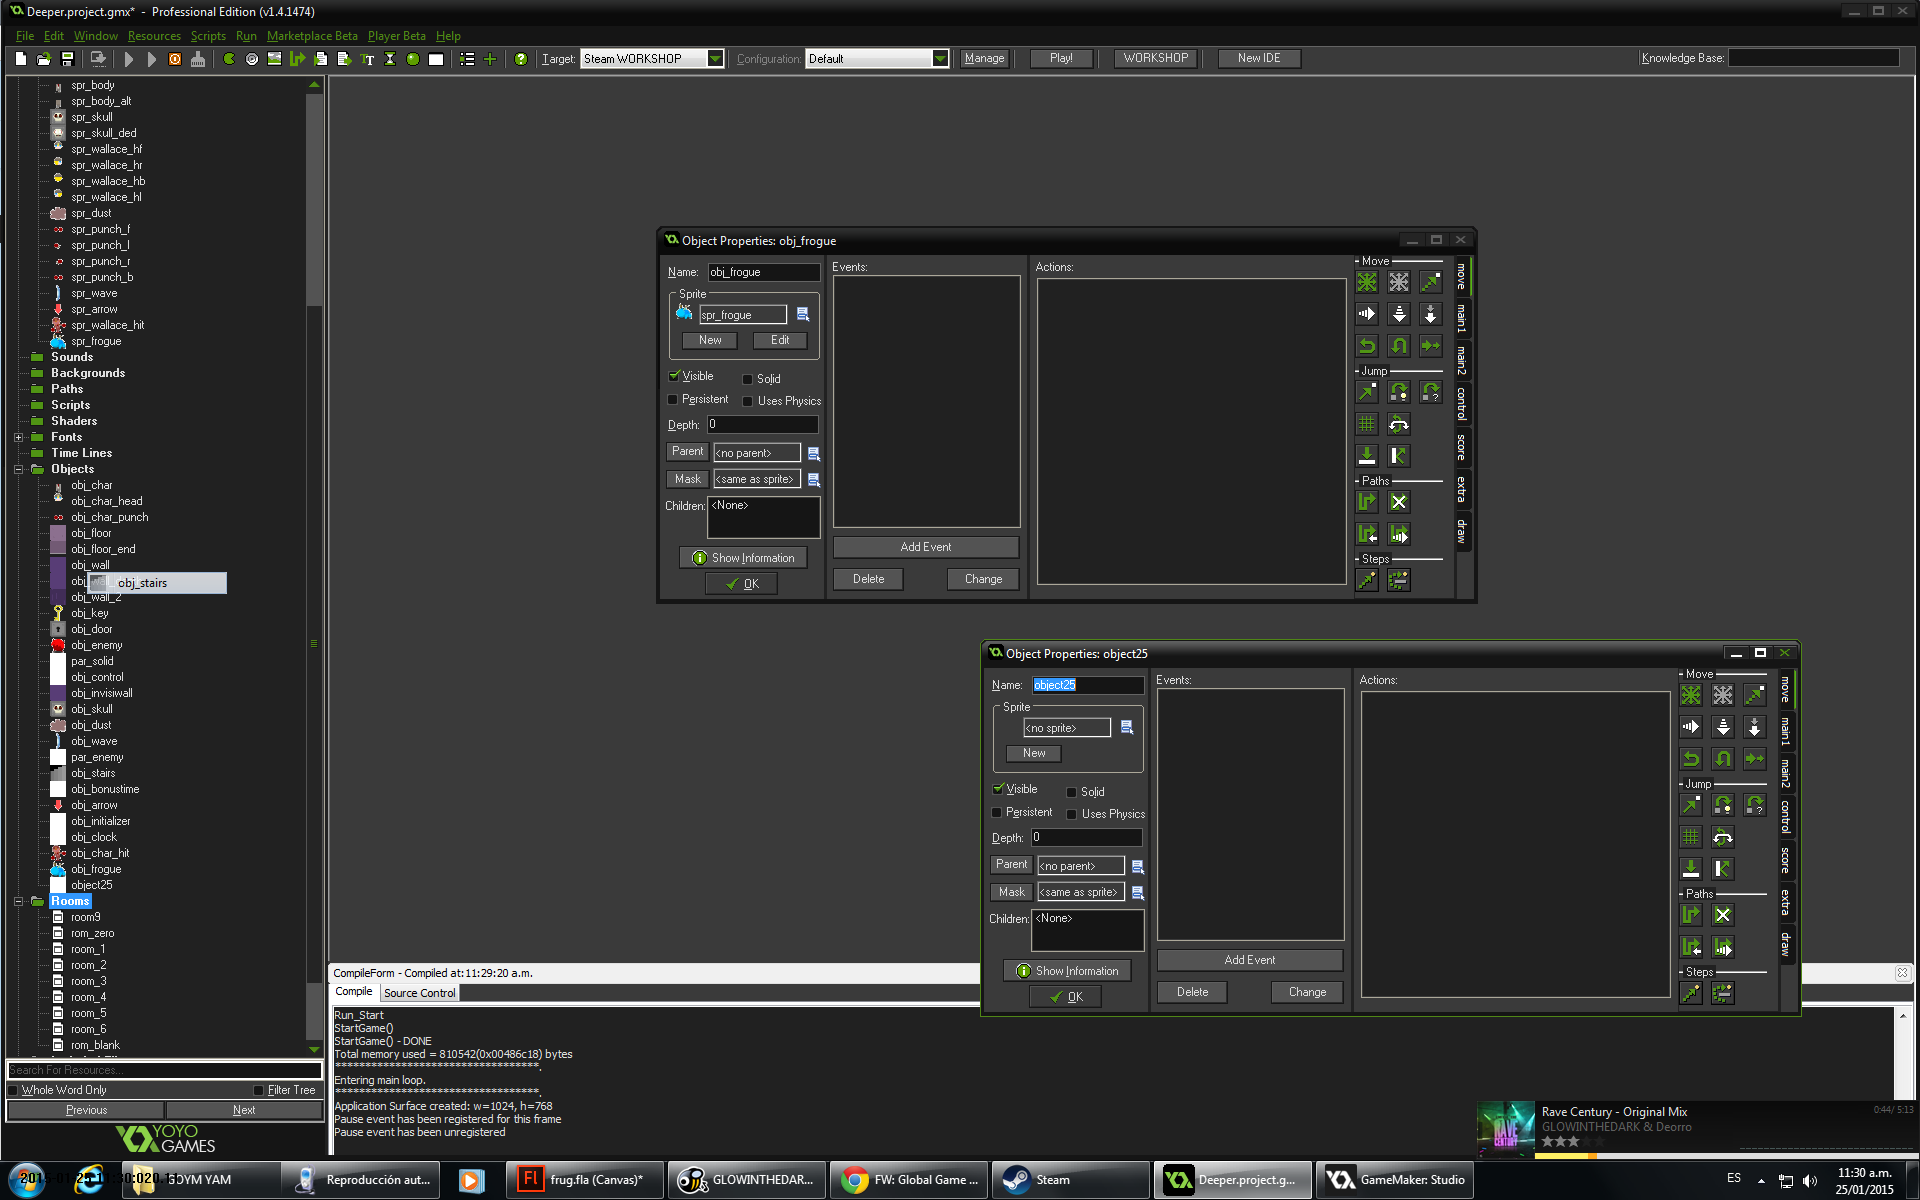 Deeper.project.gmx* - Professional Edition (v1.4.1474)
File Edit Window Resources Scripts Run Marketplace Beta Player Beta Help
Target: Steam WORKSHOP Configuration: Default Manage Play! WORKSHOP New IDE Knowledge Base:
spr_body
spr_body_alt
spr_skull
spr_skull_ded
spr_wallace_hf
spr_wallace_hr
spr_wallace_hb
spr_wallace_hl
spr_dust
spr_punch_f
spr_punch_l
spr_punch_r
spr_punch_b
spr_wave
spr_arrow
spr_wallace_hit
spr_frogue
Sounds
Backgrounds
Paths
Scripts
Shaders
Fonts
Time Lines
Objects
obj_char
obj_char_head
obj_char_punch
obj_floor
obj_floor_end
obj_wall
obj_stairs
obj_wall_2
obj_key
obj_door
obj_enemy
par_solid
obj_control
obj_invisiwall
obj_skull
obj_dust
obj_wave
par_enemy
obj_stairs
obj_bonustime
obj_arrow
obj_initializer
obj_clock
obj_char_hit
obj_frogue
object25
Rooms
room9
rom_zero
room_1
room_2
room_3
room_4
room_5
room_6
rom_blank
Search For Resources...
Whole Word Only Filter Tree
Previous Next
YOYO GAMES
Object Properties: obj_frogue
Name: obj_frogue
Sprite
spr_frogue
New Edit
Visible Solid
Persistent Uses Physics
Depth: 0
Parent <no parent>
Mask <same as sprite>
Children: <None>
Show Information
OK
Events:
Add Event
Delete Change
Actions:
Move
Jump
Paths
Steps
move
main1
main2
control
score
extra
draw
Object Properties: object25
Name: object25
Sprite
<no sprite>
New
Visible Solid
Persistent Uses Physics
Depth: 0
Parent <no parent>
Mask <same as sprite>
Children: <None>
Show Information
OK
Events:
Add Event
Delete Change
Actions:
Move
Jump
Paths
Steps
move
main1
main2
control
score
extra
draw
CompileForm - Compiled at: 11:29:20 a.m.
Compile Source Control
Run_Start
StartGame()
StartGame() - DONE
Total memory used = 810542(0x00486c18) bytes
***********************************.
Entering main loop.
***********************************.
Application Surface created: w=1024, h=768
Pause event has been registered for this frame
Pause event has been unregistered
Rave Century - Original Mix 0:44/ 5:13
GLOWINTHEDARK & Deorro
RAVE CENTURY
YAM
Reproducción aut...
frug.fla (Canvas)*
GLOWINTHEDAR...
FW: Global Game ...
Steam
Deeper.project.g...
GameMaker: Studio
ES
11:30 a.m.
25/01/2015